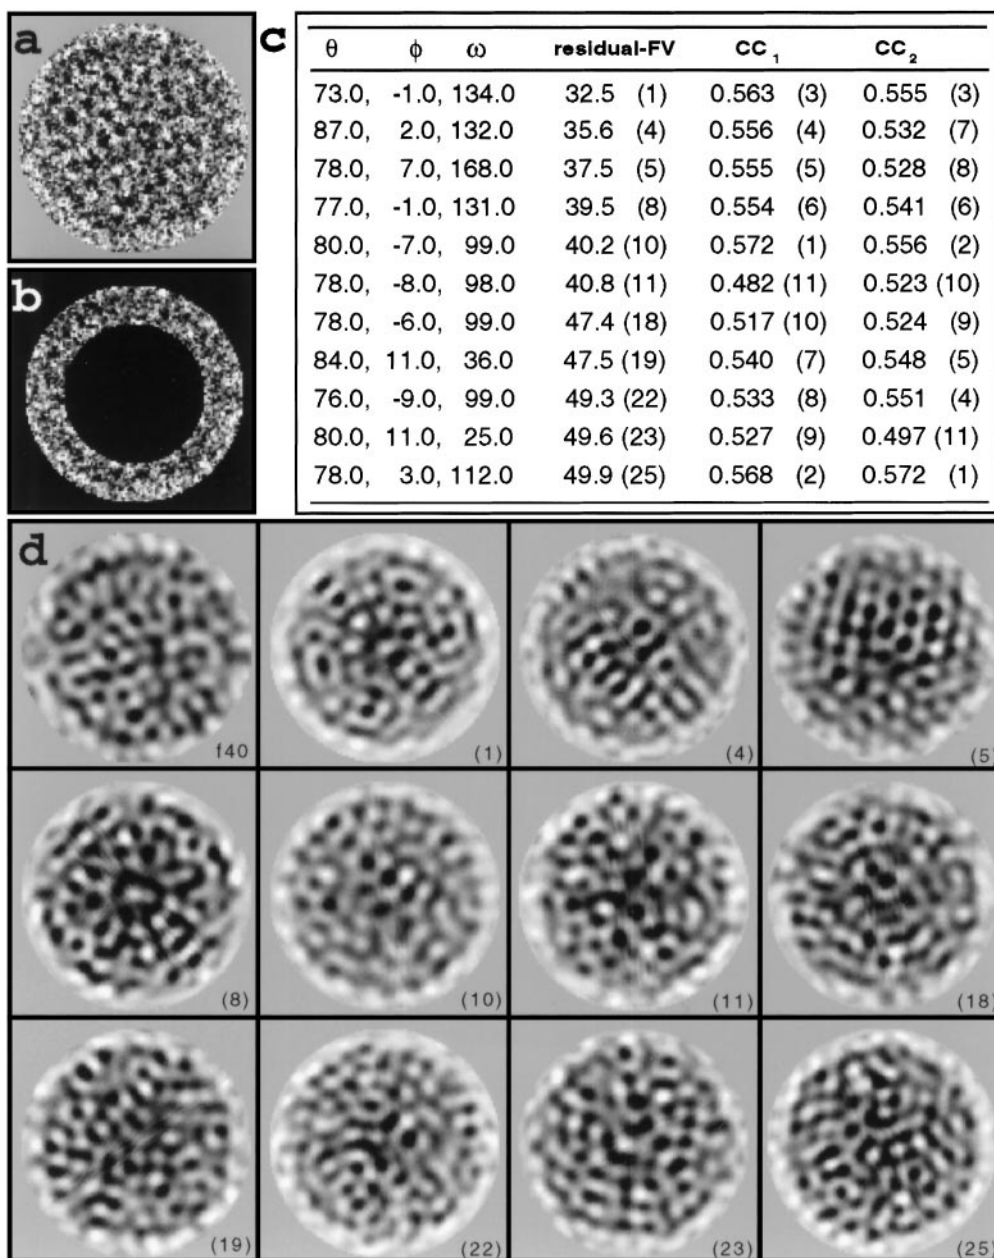 a
b
c
θ ϕ ω residual-FV CC 1 CC 2
73.0, -1.0, 134.0 32.5 (1) 0.563 (3) 0.555 (3)
87.0, 2.0, 132.0 35.6 (4) 0.556 (4) 0.532 (7)
78.0, 7.0, 168.0 37.5 (5) 0.555 (5) 0.528 (8)
77.0, -1.0, 131.0 39.5 (8) 0.554 (6) 0.541 (6)
80.0, -7.0, 99.0 40.2 (10) 0.572 (1) 0.556 (2)
78.0, -8.0, 98.0 40.8 (11) 0.482 (11) 0.523 (10)
78.0, -6.0, 99.0 47.4 (18) 0.517 (10) 0.524 (9)
84.0, 11.0, 36.0 47.5 (19) 0.540 (7) 0.548 (5)
76.0, -9.0, 99.0 49.3 (22) 0.533 (8) 0.551 (4)
80.0, 11.0, 25.0 49.6 (23) 0.527 (9) 0.497 (11)
78.0, 3.0, 112.0 49.9 (25) 0.568 (2) 0.572 (1)
d
f40 (1) (4) (5)
(8) (10) (11) (18)
(19) (22) (23) (25)